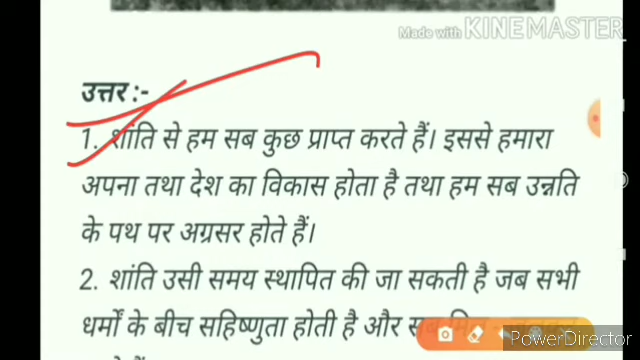 Made with KINEMASTER
उत्तर :-
1. शांति से हम सब कुछ प्राप्त करते हैं। इससे हमारा
अपना तथा देश का विकास होता है तथा हम सब उन्नति
के पथ पर अग्रसर होते हैं।
2. शांति उसी समय स्थापित की जा सकती है जब सभी
धर्मों के बीच सहिष्णुता होती है और सब
PowerDirector